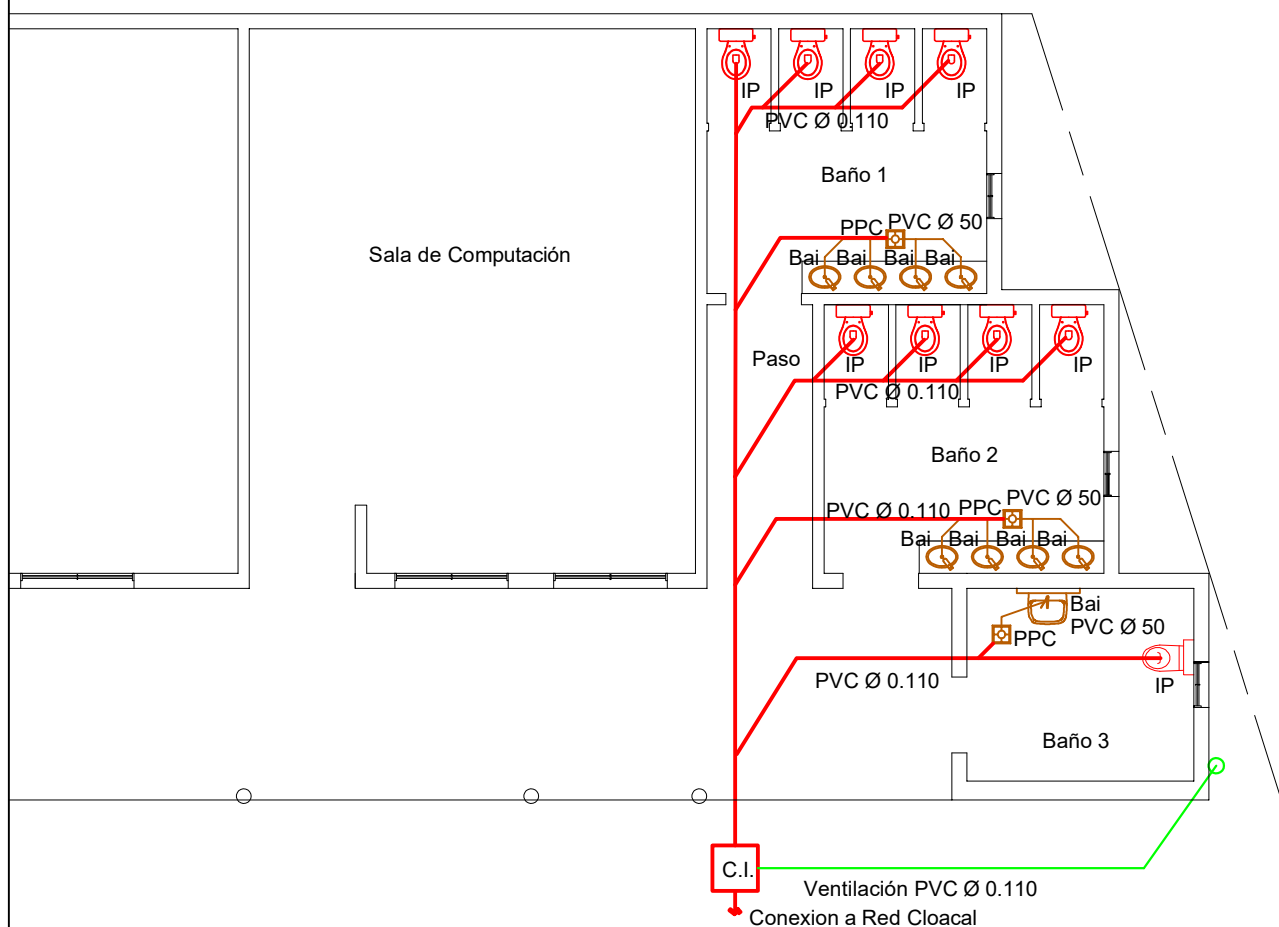 IP IP IP IP
PVC Ø 0.110
Baño 1
PPC PVC Ø 50
Sala de Computación
Bai Bai Bai Bai
Paso
IP IP IP IP
PVC Ø 0.110
Baño 2
PVC Ø 0.110 PPC PVC Ø 50
Bai Bai Bai Bai
Bai
PVC Ø 50
PPC
PVC Ø 0.110
IP
Baño 3
C.I.
Ventilación PVC Ø 0.110
Conexion a Red Cloacal